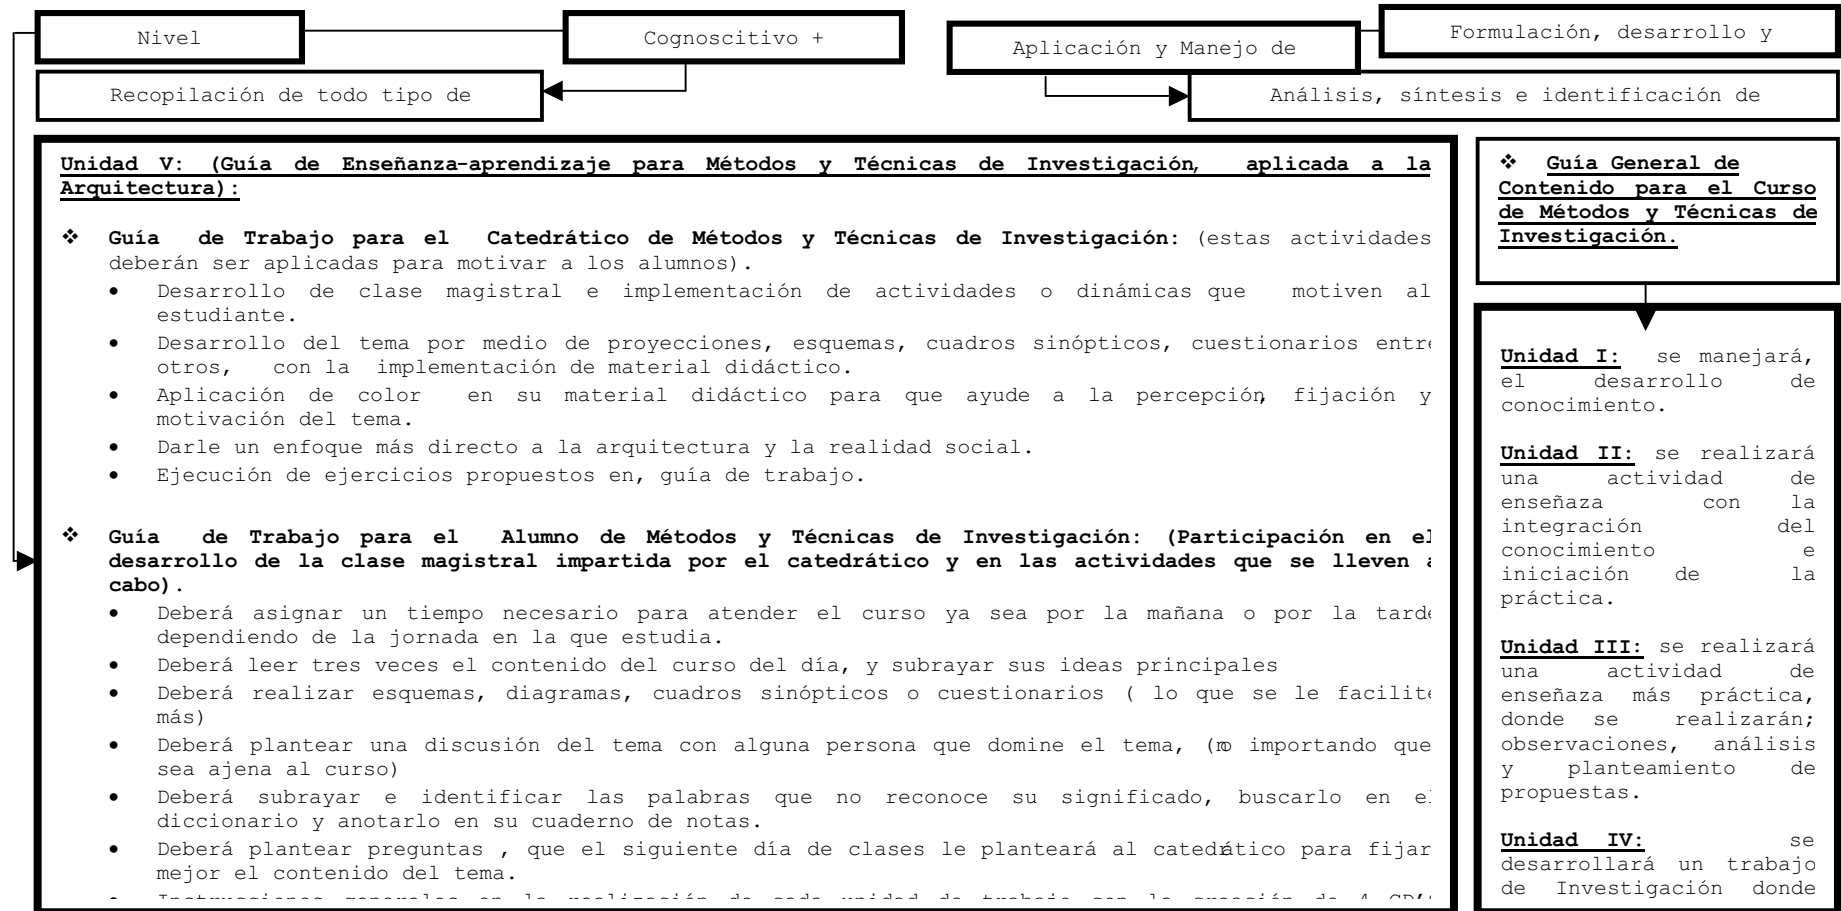 Nivel
Cognoscitivo +
Aplicación y Manejo de
Formulación, desarrollo y
Recopilación de todo tipo de
Análisis, síntesis e identificación de
Unidad V: (Guía de Enseñanza-aprendizaje para Métodos y Técnicas de Investigación, aplicada a la
Arquitectura):
❖ Guía de Trabajo para el Catedrático de Métodos y Técnicas de Investigación: (estas actividades
deberán ser aplicadas para motivar a los alumnos).
• Desarrollo de clase magistral e implementación de actividades o dinámicas que motiven al
estudiante.
• Desarrollo del tema por medio de proyecciones, esquemas, cuadros sinópticos, cuestionarios entre
otros, con la implementación de material didáctico.
• Aplicación de color en su material didáctico para que ayude a la percepción, fijación y
motivación del tema.
• Darle un enfoque más directo a la arquitectura y la realidad social.
• Ejecución de ejercicios propuestos en, guía de trabajo.
❖ Guía de Trabajo para el Alumno de Métodos y Técnicas de Investigación: (Participación en el
desarrollo de la clase magistral impartida por el catedrático y en las actividades que se lleven a
cabo).
• Deberá asignar un tiempo necesario para atender el curso ya sea por la mañana o por la tarde
dependiendo de la jornada en la que estudia.
• Deberá leer tres veces el contenido del curso del día, y subrayar sus ideas principales
• Deberá realizar esquemas, diagramas, cuadros sinópticos o cuestionarios ( lo que se le facilite
más)
• Deberá plantear una discusión del tema con alguna persona que domine el tema, (no importando que
sea ajena al curso)
• Deberá subrayar e identificar las palabras que no reconoce su significado, buscarlo en el
diccionario y anotarlo en su cuaderno de notas.
• Deberá plantear preguntas , que el siguiente día de clases le planteará al catedrático para fijar
mejor el contenido del tema.
• Instrucciones generales en la realización de cada unidad de trabajo con la creación de 4
❖ Guía General de
Contenido para el Curso
de Métodos y Técnicas de
Investigación.
Unidad I: se manejará,
el desarrollo de
conocimiento.
Unidad II: se realizará
una actividad de
enseñaza con la
integración del
conocimiento e
iniciación de la
práctica.
Unidad III: se realizará
una actividad de
enseñaza más práctica,
donde se realizarán;
observaciones, análisis
y planteamiento de
propuestas.
Unidad IV: se
desarrollará un trabajo
de Investigación donde